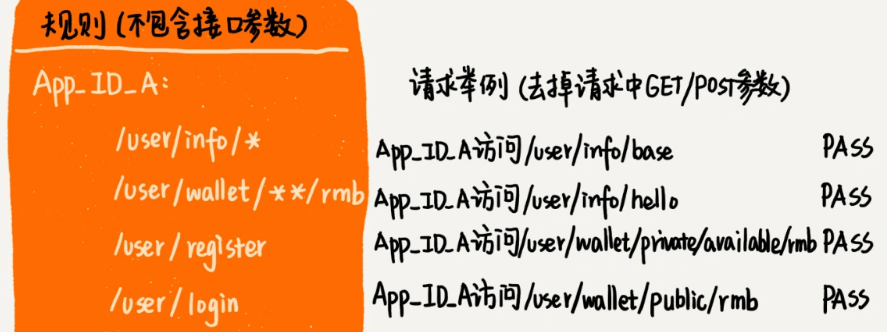 规则(不包含接口参数)
App_ID_A:
/user/info/*
/user/wallet/**/rmb
/user/register
/user/login
请求举例(去掉请求中GET/POST参数)
App_ID_A访问/user/info/base PASS
App_ID_A访问/user/info/hello PASS
App_ID_A访问/user/wallet/private/available/rmb PASS
App_ID_A访问/user/wallet/public/rmb PASS